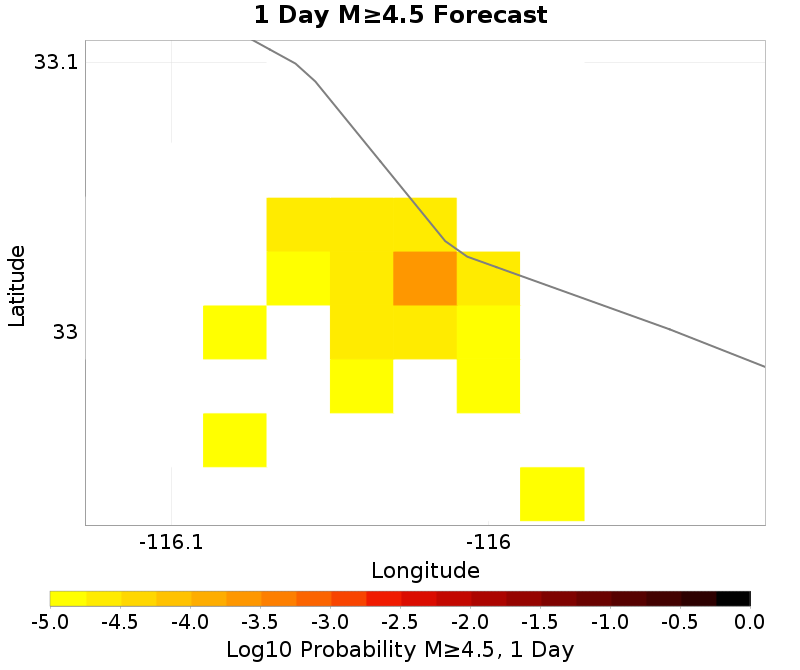 1 Day M≥4.5 Forecast
33.1
33
Latitude
-116.1 -116
Longitude
-5.0 -4.5 -4.0 -3.5 -3.0 -2.5 -2.0 -1.5 -1.0 -0.5 0.0
Log10 Probability M≥4.5, 1 Day